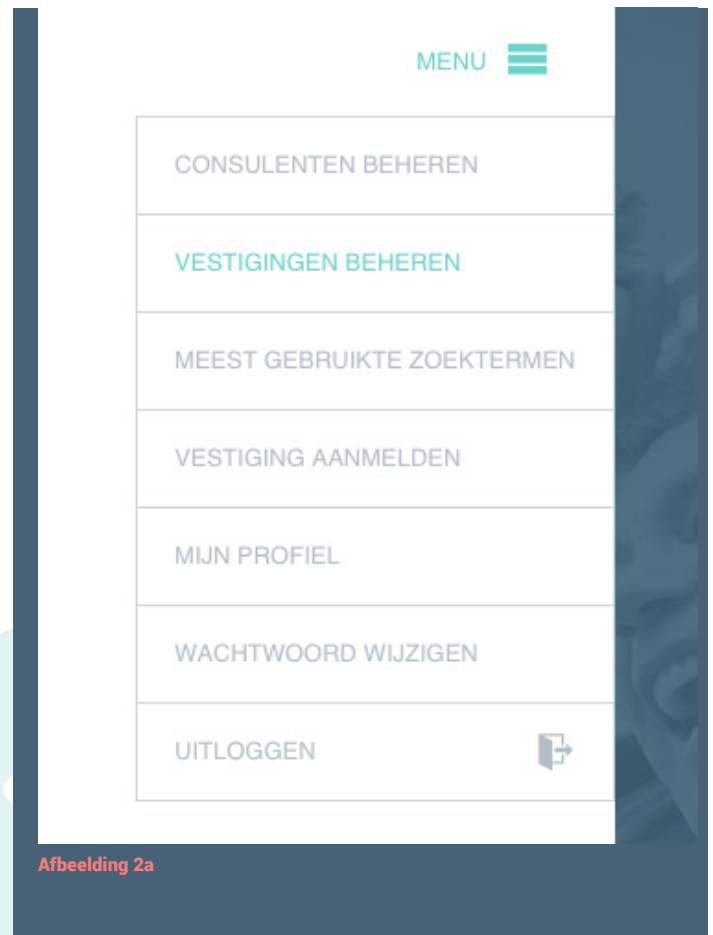 MENU
CONSULENTEN BEHEREN
VESTIGINGEN BEHEREN
MEEST GEBRUIKTE ZOEKTERMEN
VESTIGING AANMELDEN
MIJN PROFIEL
WACHTWOORD WIJZIGEN
UITLOGGEN
Afbeelding 2a